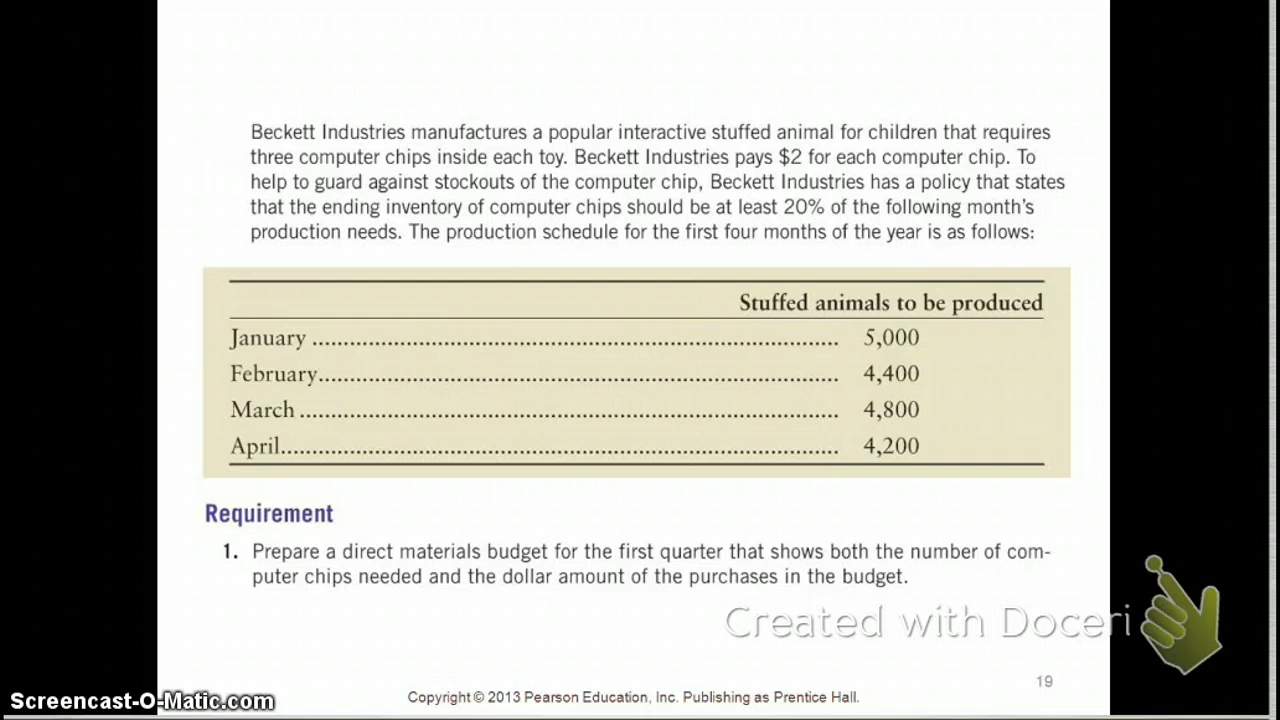 Beckett Industries manufactures a popular interactive stuffed animal for children that requires
three computer chips inside each toy. Beckett Industries pays $2 for each computer chip. To
help to guard against stockouts of the computer chip, Beckett Industries has a policy that states
that the ending inventory of computer chips should be at least 20% of the following month's
production needs. The production schedule for the first four months of the year is as follows:
Stuffed animals to be produced
January ........................................................................................ 5,000
February....................................................................................... 4,400
March .......................................................................................... 4,800
April............................................................................................. 4,200
Requirement
1. Prepare a direct materials budget for the first quarter that shows both the number of com-
puter chips needed and the dollar amount of the purchases in the budget.
Created with Doceri
19
Copyright © 2013 Pearson Education, Inc. Publishing as Prentice Hall.
Screencast-O-Matic.com